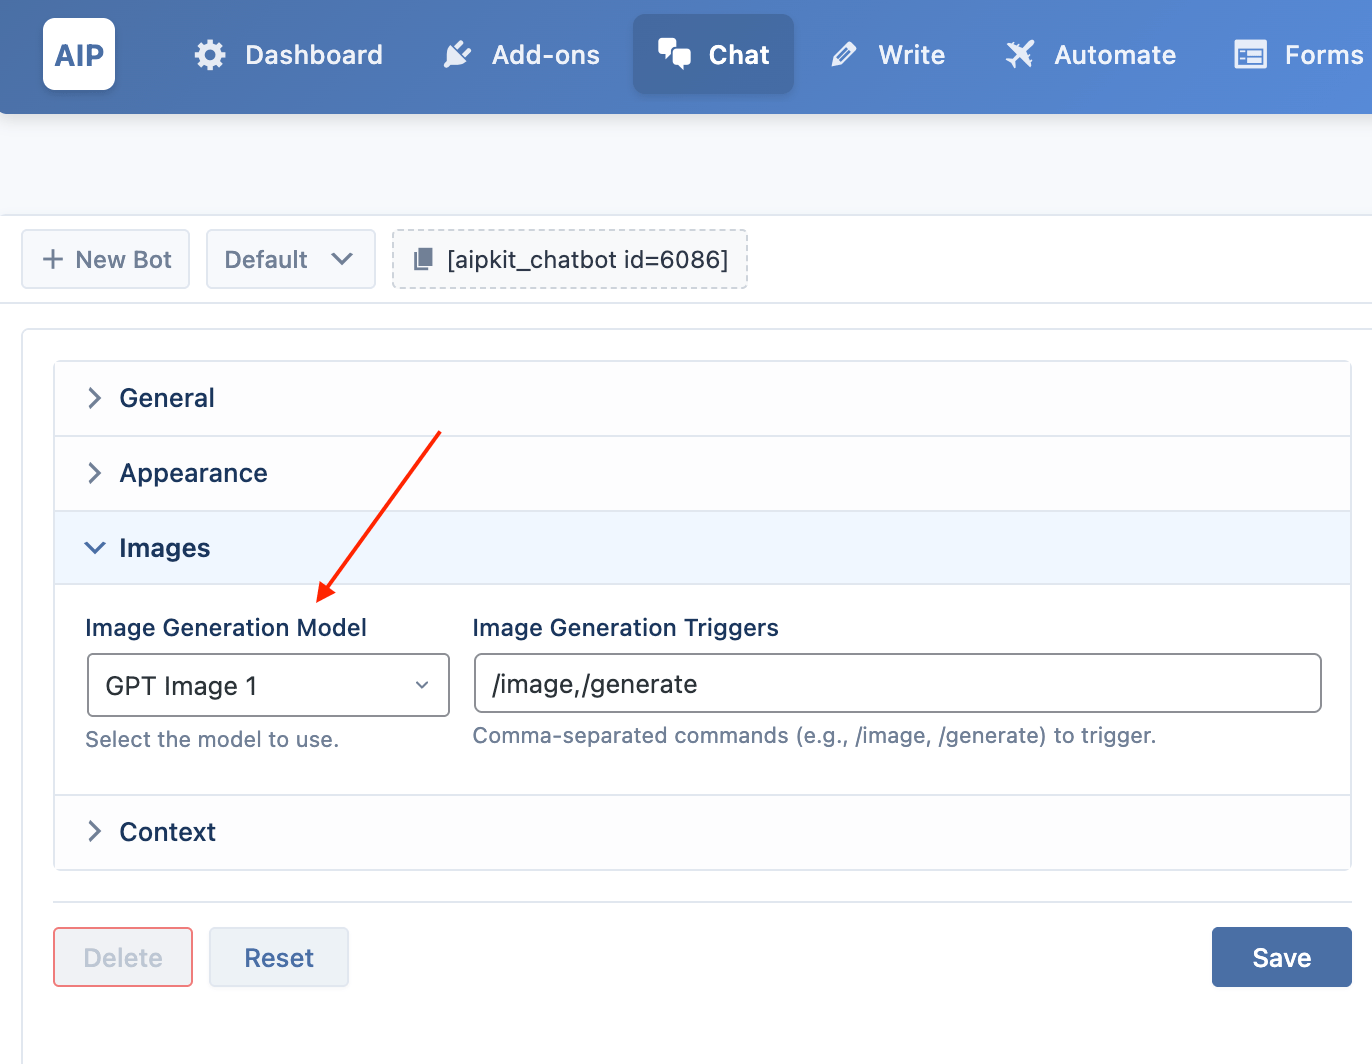 AIP
Dashboard
Add-ons
Chat
Write
Automate
Forms
+ New Bot
Default
[aipkit_chatbot id=6086]
General
Appearance
Images
Image Generation Model
Image Generation Triggers
GPT Image 1
/image,/generate
Select the model to use.
Comma-separated commands (e.g., /image, /generate) to trigger.
Context
Delete
Reset
Save